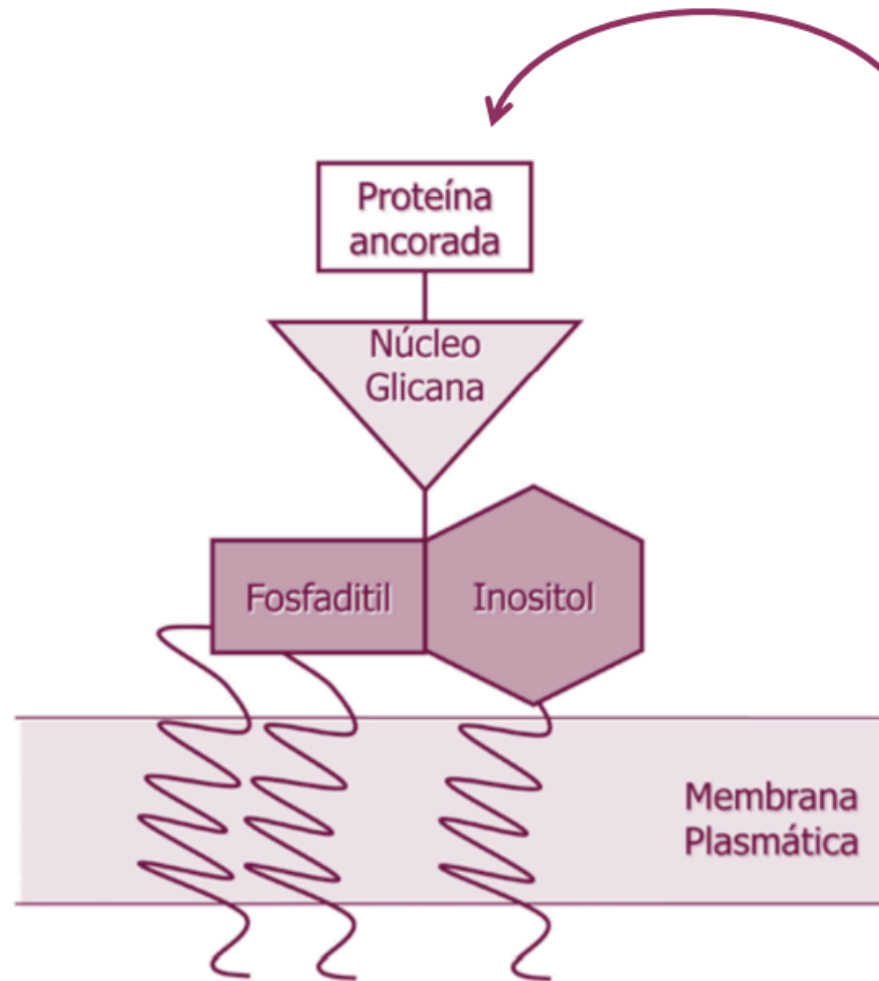 Proteína
ancorada
Núcleo
Glicana
Fosfaditil
Inositol
Membrana
Plasmática